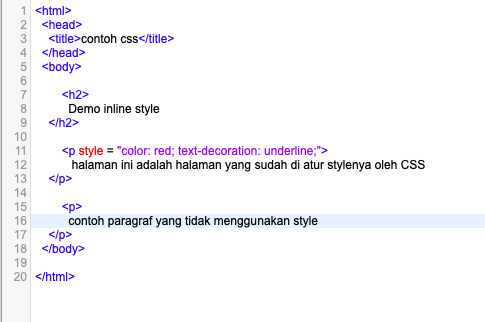 1 <html>
2 <head>
3 <title>contoh css</title>
4 </head>
5 <body>
6
7 <h2>
8 Demo inline style
9 </h2>
10
11 <p style = "color: red; text-decoration: underline;">
12 halaman ini adalah halaman yang sudah di atur stylenya oleh CSS
13 </p>
14
15 <p>
16 contoh paragraf yang tidak menggunakan style
17 </p>
18 </body>
19
20 </html>